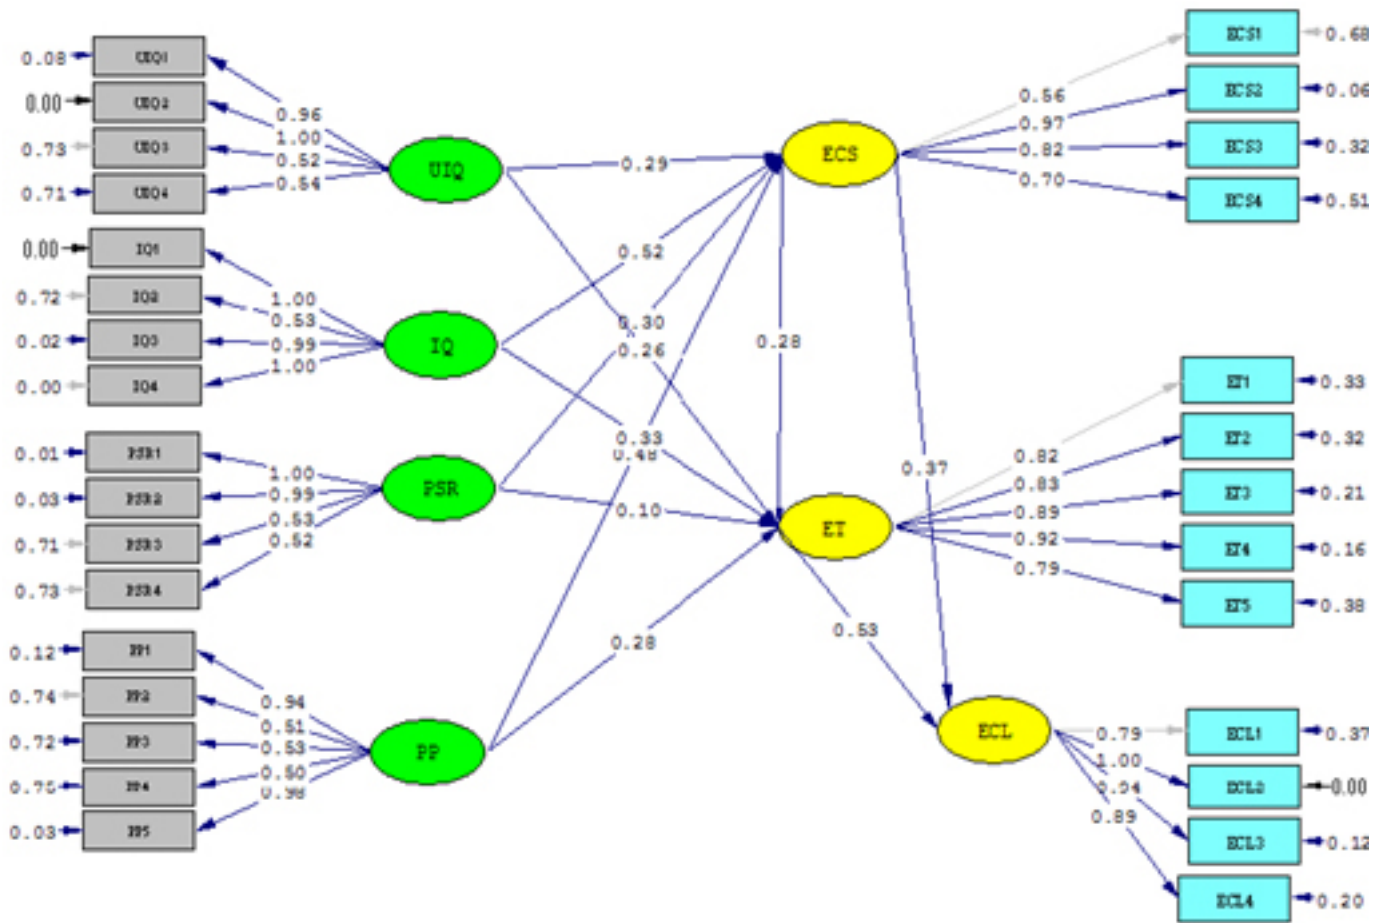 0.08 UIQ1
0.00 UIQ2
0.73 UIQ3
0.71 UIQ4
0.96
1.00
0.52
0.54
UIQ
0.00 IQ1
0.72 IQ2
0.02 IQ3
0.00 IQ4
1.00
0.53
0.99
1.00
IQ
0.01 PSR1
0.03 PSR2
0.71 PSR3
0.73 PSR4
1.00
0.99
0.53
0.52
PSR
0.12 PP1
0.74 PP2
0.72 PP3
0.75 PP4
0.03 PP5
0.94
0.51
0.53
0.50
0.98
PP
0.29
0.52
0.30
0.26
0.33
0.48
0.10
0.28
0.28
0.37
0.53
ECS
0.56
0.97
0.82
0.70
ECS1 0.68
ECS2 0.06
ECS3 0.32
ECS4 0.51
ET
0.82
0.83
0.89
0.92
0.79
ET1 0.33
ET2 0.32
ET3 0.21
ET4 0.16
ET5 0.38
ECL
0.79
1.00
0.94
0.89
ECL1 0.37
ECL2 0.00
ECL3 0.12
ECL4 0.20